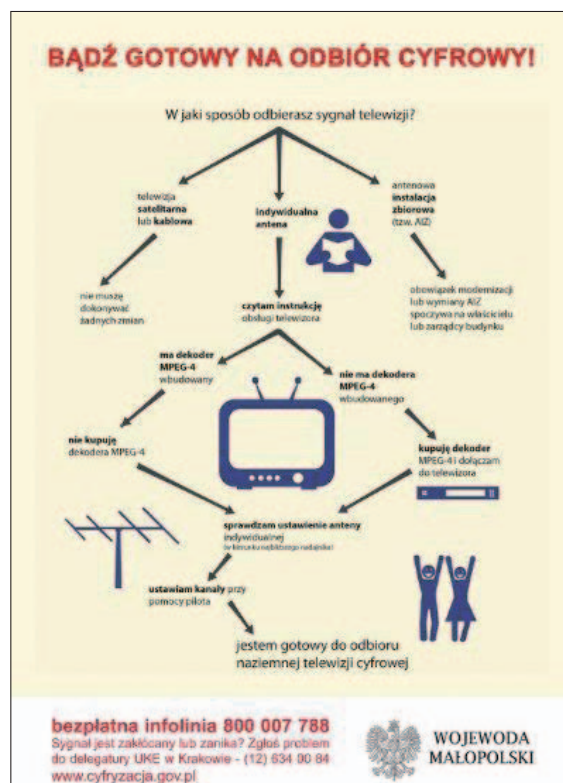 BĄDŹ GOTOWY NA ODBIÓR CYFROWY!
W jaki sposób odbierasz sygnał telewizji?
telewizja
satelitarna
lub kablowa
indywidualna
antena
antenowa
instalacja
zbiorowa
(tzw. AIZ)
nie muszę
dokonywać
żadnych zmian
czytam instrukcję
obsługi telewizora
obowiązek modernizacji
lub wymiany AIZ
spoczywa na właścicielu
lub zarządcy budynku
ma dekoder
MPEG-4
wbudowany
nie ma dekodera
MPEG-4
wbudowanego
nie kupuję
dekodera MPEG-4
kupuję dekoder
MPEG-4 i dołączam
do telewizora
sprawdzam ustawienie anteny
indywidualnej
(w kierunku najbliższego nadajnika)
ustawiam kanały przy
pomocy pilota
jestem gotowy do odbioru
naziemnej telewizji cyfrowej
bezpłatna infolinia 800 007 788
Sygnał jest zakłócany lub zanika? Zgłoś problem
do delegatury UKE w Krakowie - (12) 634 00 84
www.cyfryzacja.gov.pl
WOJEWODA
MAŁOPOLSKI